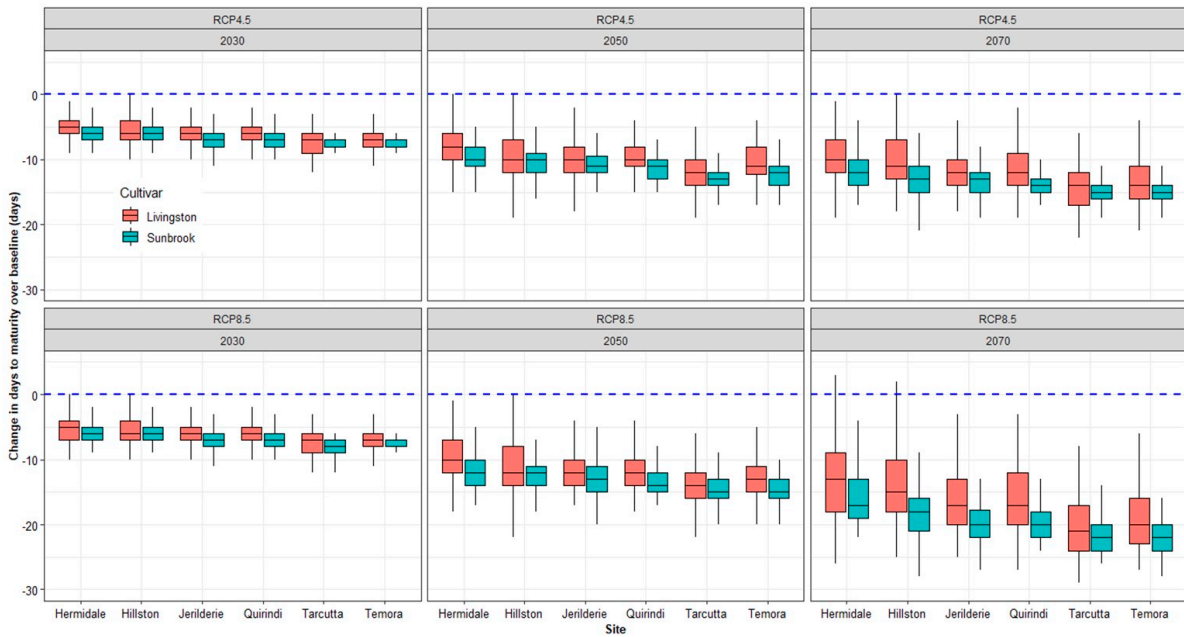 RCP4.5
RCP4.5
RCP4.5
2030
2050
2070
0
-10
-20
-30
Cultivar
Livingston
Sunbrook
Change in days to maturity over baseline (days)
RCP8.5
RCP8.5
RCP8.5
2030
2050
2070
0
-10
-20
-30
Hermidale Hillston Jerilderie Quirindi Tarcutta Temora
Hermidale Hillston Jerilderie Quirindi Tarcutta Temora
Hermidale Hillston Jerilderie Quirindi Tarcutta Temora
Site